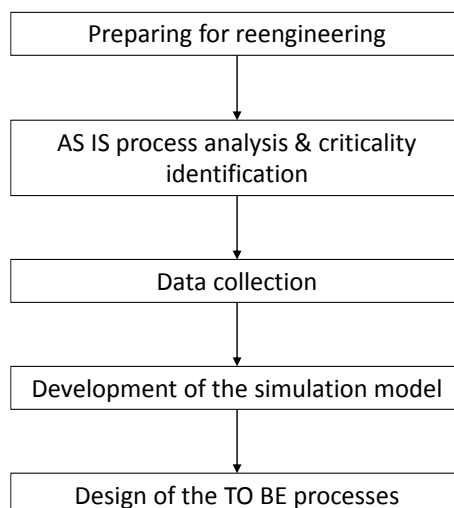 Preparing for reengineering
AS IS process analysis & criticality
identification
Data collection
Development of the simulation model
Design of the TO BE processes